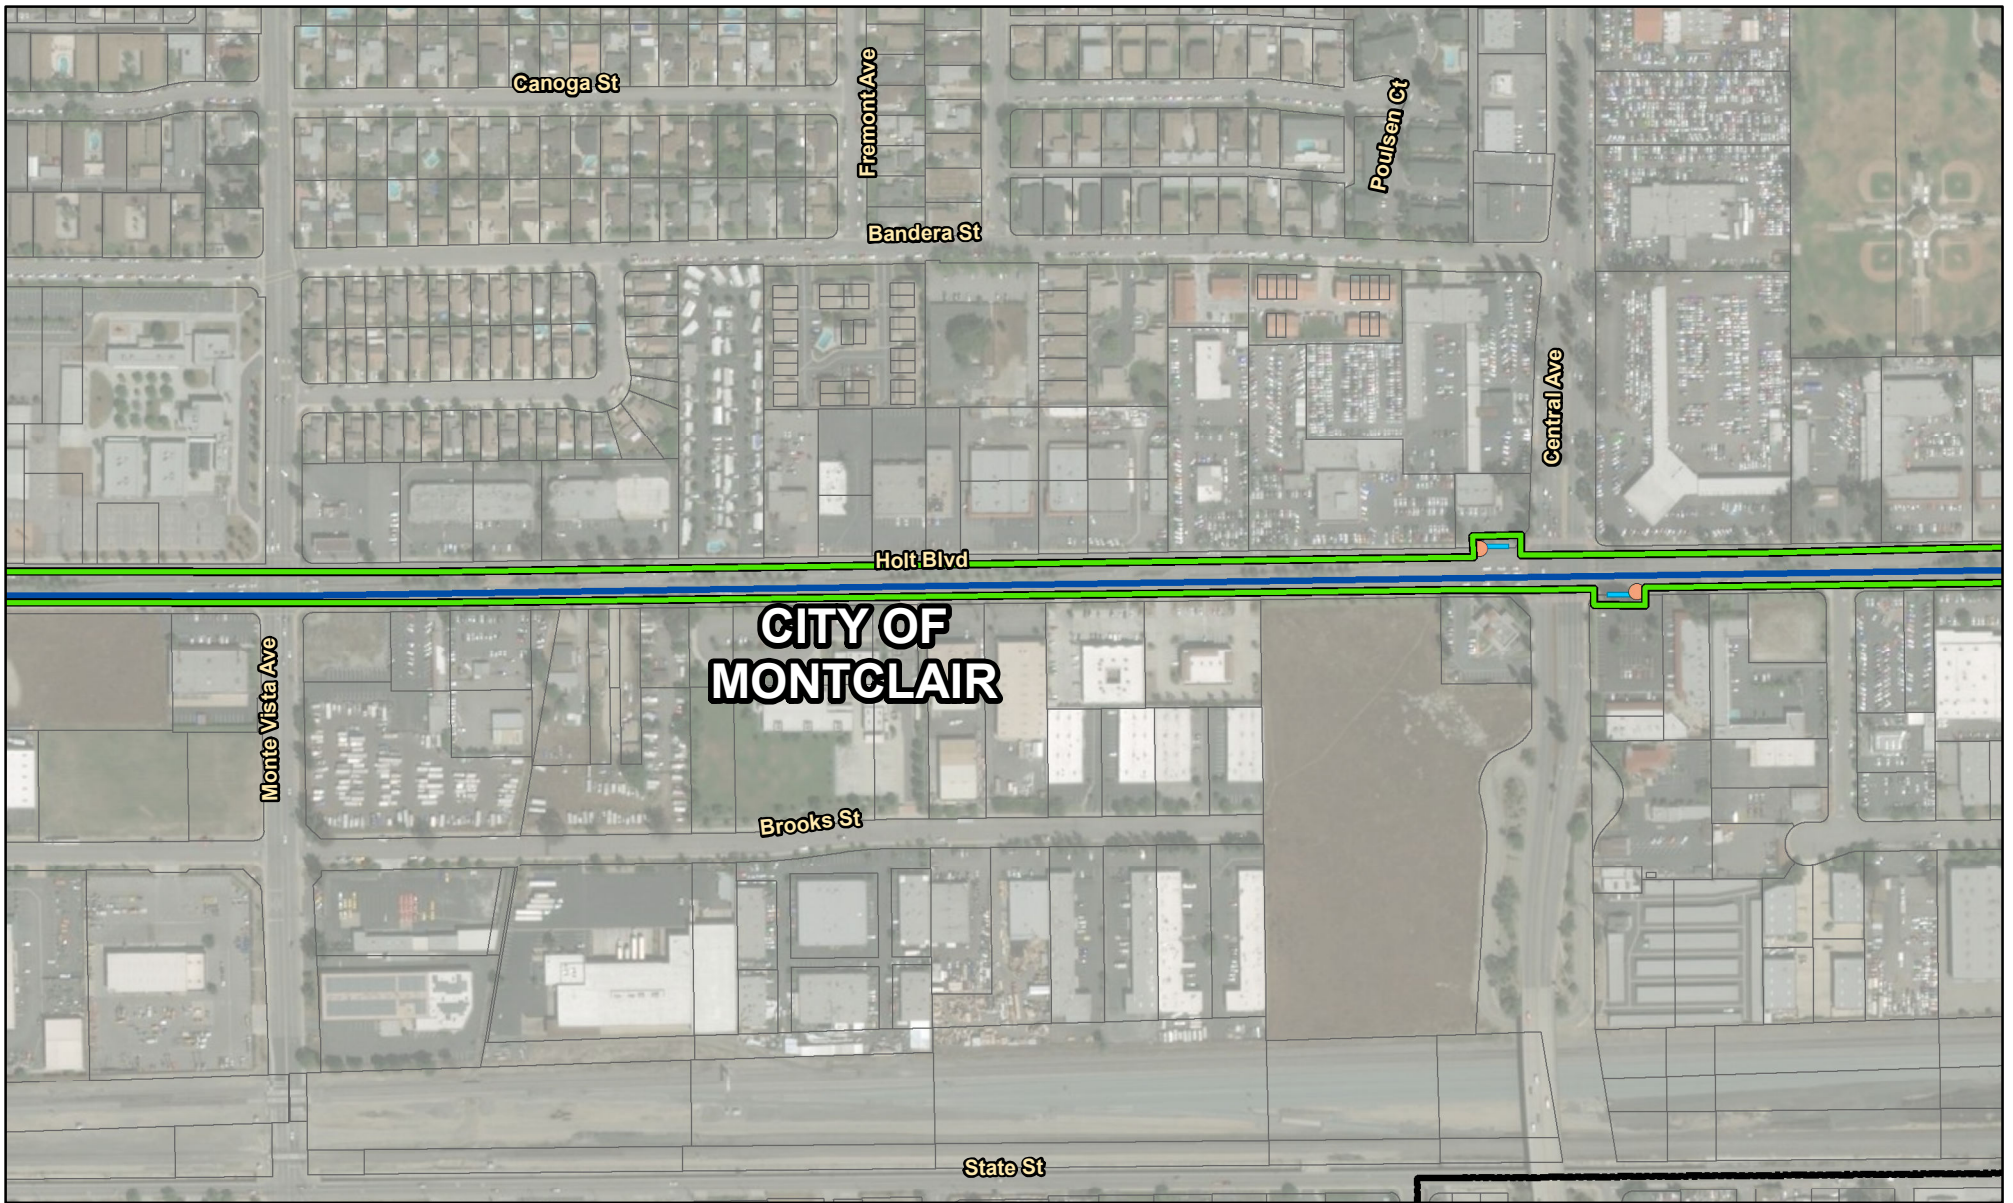 Canoga St
Fremont Ave
Poulsen Ct
Bandera St
Central Ave
Holt Blvd
CITY OF
MONTCLAIR
Monte Vista Ave
Brooks St
State St